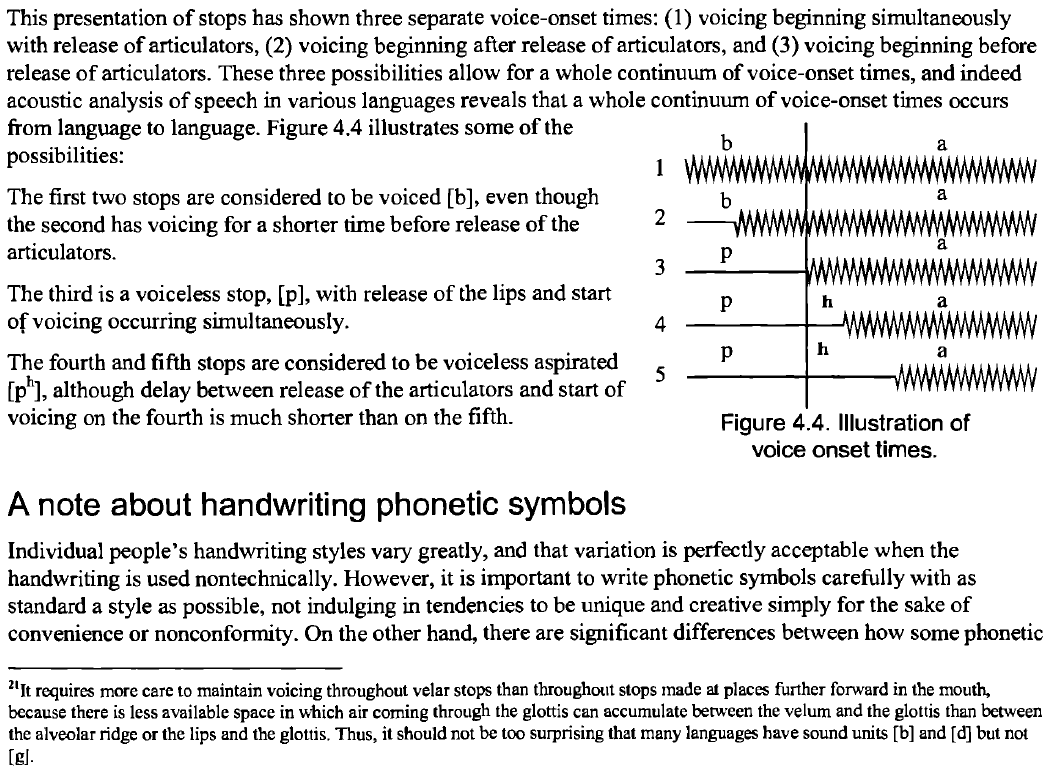 This presentation of stops has shown three separate voice-onset times: (1) voicing beginning simultaneously
with release of articulators, (2) voicing beginning after release of articulators, and (3) voicing beginning before
release of articulators. These three possibilities allow for a whole continuum of voice-onset times, and indeed
acoustic analysis of speech in various languages reveals that a whole continuum of voice-onset times occurs
from language to language. Figure 4.4 illustrates some of the
possibilities:
The first two stops are considered to be voiced [b], even though
the second has voicing for a shorter time before release of the
articulators.
The third is a voiceless stop, [p], with release of the lips and start
of voicing occurring simultaneously.
The fourth and fifth stops are considered to be voiceless aspirated
[pʰ], although delay between release of the articulators and start of
voicing on the fourth is much shorter than on the fifth.
b a
1
b a
2
p a
3
p h a
4
p h a
5
Figure 4.4. Illustration of
voice onset times.
A note about handwriting phonetic symbols
Individual people's handwriting styles vary greatly, and that variation is perfectly acceptable when the
handwriting is used nontechnically. However, it is important to write phonetic symbols carefully with as
standard a style as possible, not indulging in tendencies to be unique and creative simply for the sake of
convenience or nonconformity. On the other hand, there are significant differences between how some phonetic
²¹It requires more care to maintain voicing throughout velar stops than throughout stops made at places further forward in the mouth,
because there is less available space in which air coming through the glottis can accumulate between the velum and the glottis than between
the alveolar ridge or the lips and the glottis. Thus, it should not be too surprising that many languages have sound units [b] and [d] but not
[g].